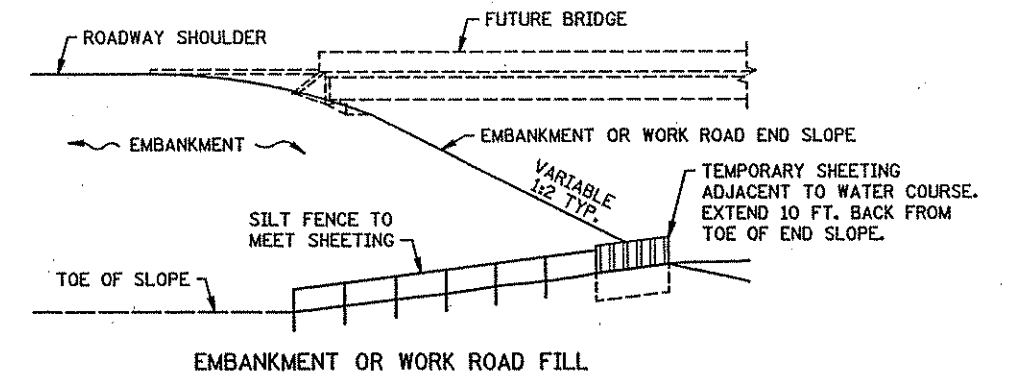 FUTURE BRIDGE
ROADWAY SHOULDER
EMBANKMENT
EMBANKMENT OR WORK ROAD END SLOPE
VARIABLE
1:2 TYP.
TEMPORARY SHEETING
ADJACENT TO WATER COURSE.
EXTEND 10 FT. BACK FROM
TOE OF END SLOPE.
SILT FENCE TO
MEET SHEETING
TOE OF SLOPE
EMBANKMENT OR WORK ROAD FILL